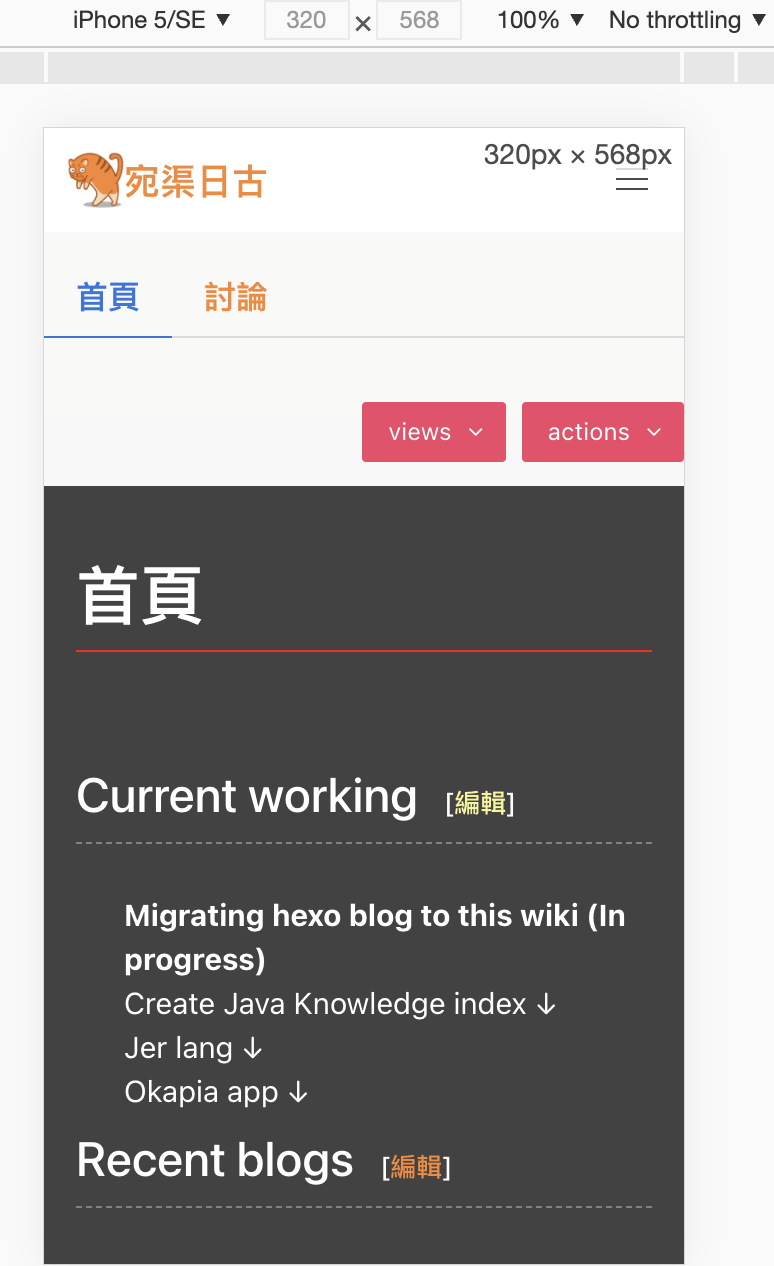 iPhone 5/SE ▼ 320 × 568 100% ▼ No throttling ▼
320px × 568px
宛渠日古
首頁 討論
views actions
首頁
Current working [編輯]
Migrating hexo blog to this wiki (In
progress)
Create Java Knowledge index ↓
Jer lang ↓
Okapia app ↓
Recent blogs [編輯]